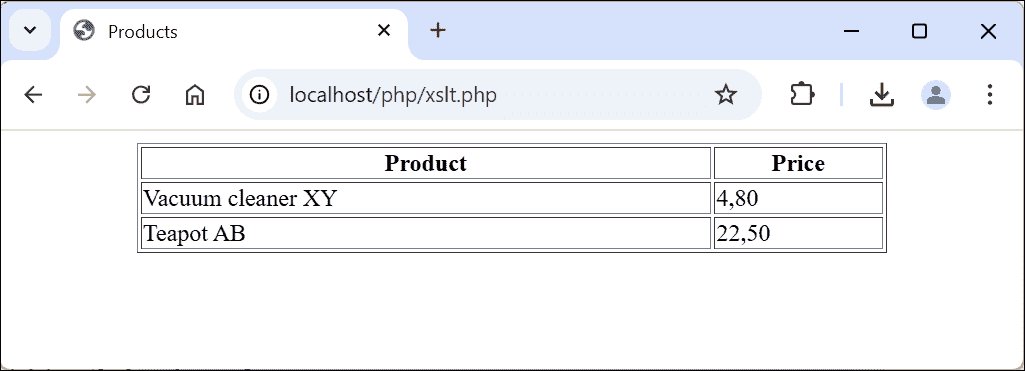 Products
localhost/php/xslt.php
Product Price
Vacuum cleaner XY 4,80
Teapot AB 22,50